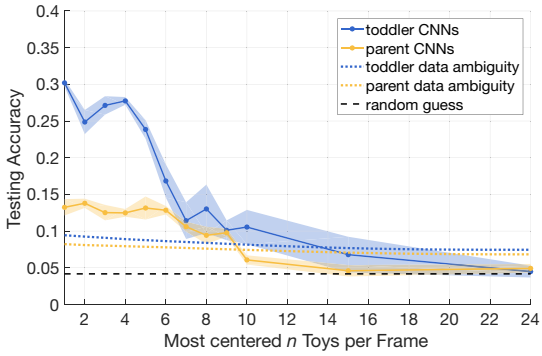 0.4
0.35
0.3
0.25
0.2
0.15
0.1
0.05
0
Testing Accuracy
toddler CNNs
parent CNNs
toddler data ambiguity
parent data ambiguity
random guess
2 4 6 8 10 12 14 16 18 20 22 24
Most centered n Toys per Frame